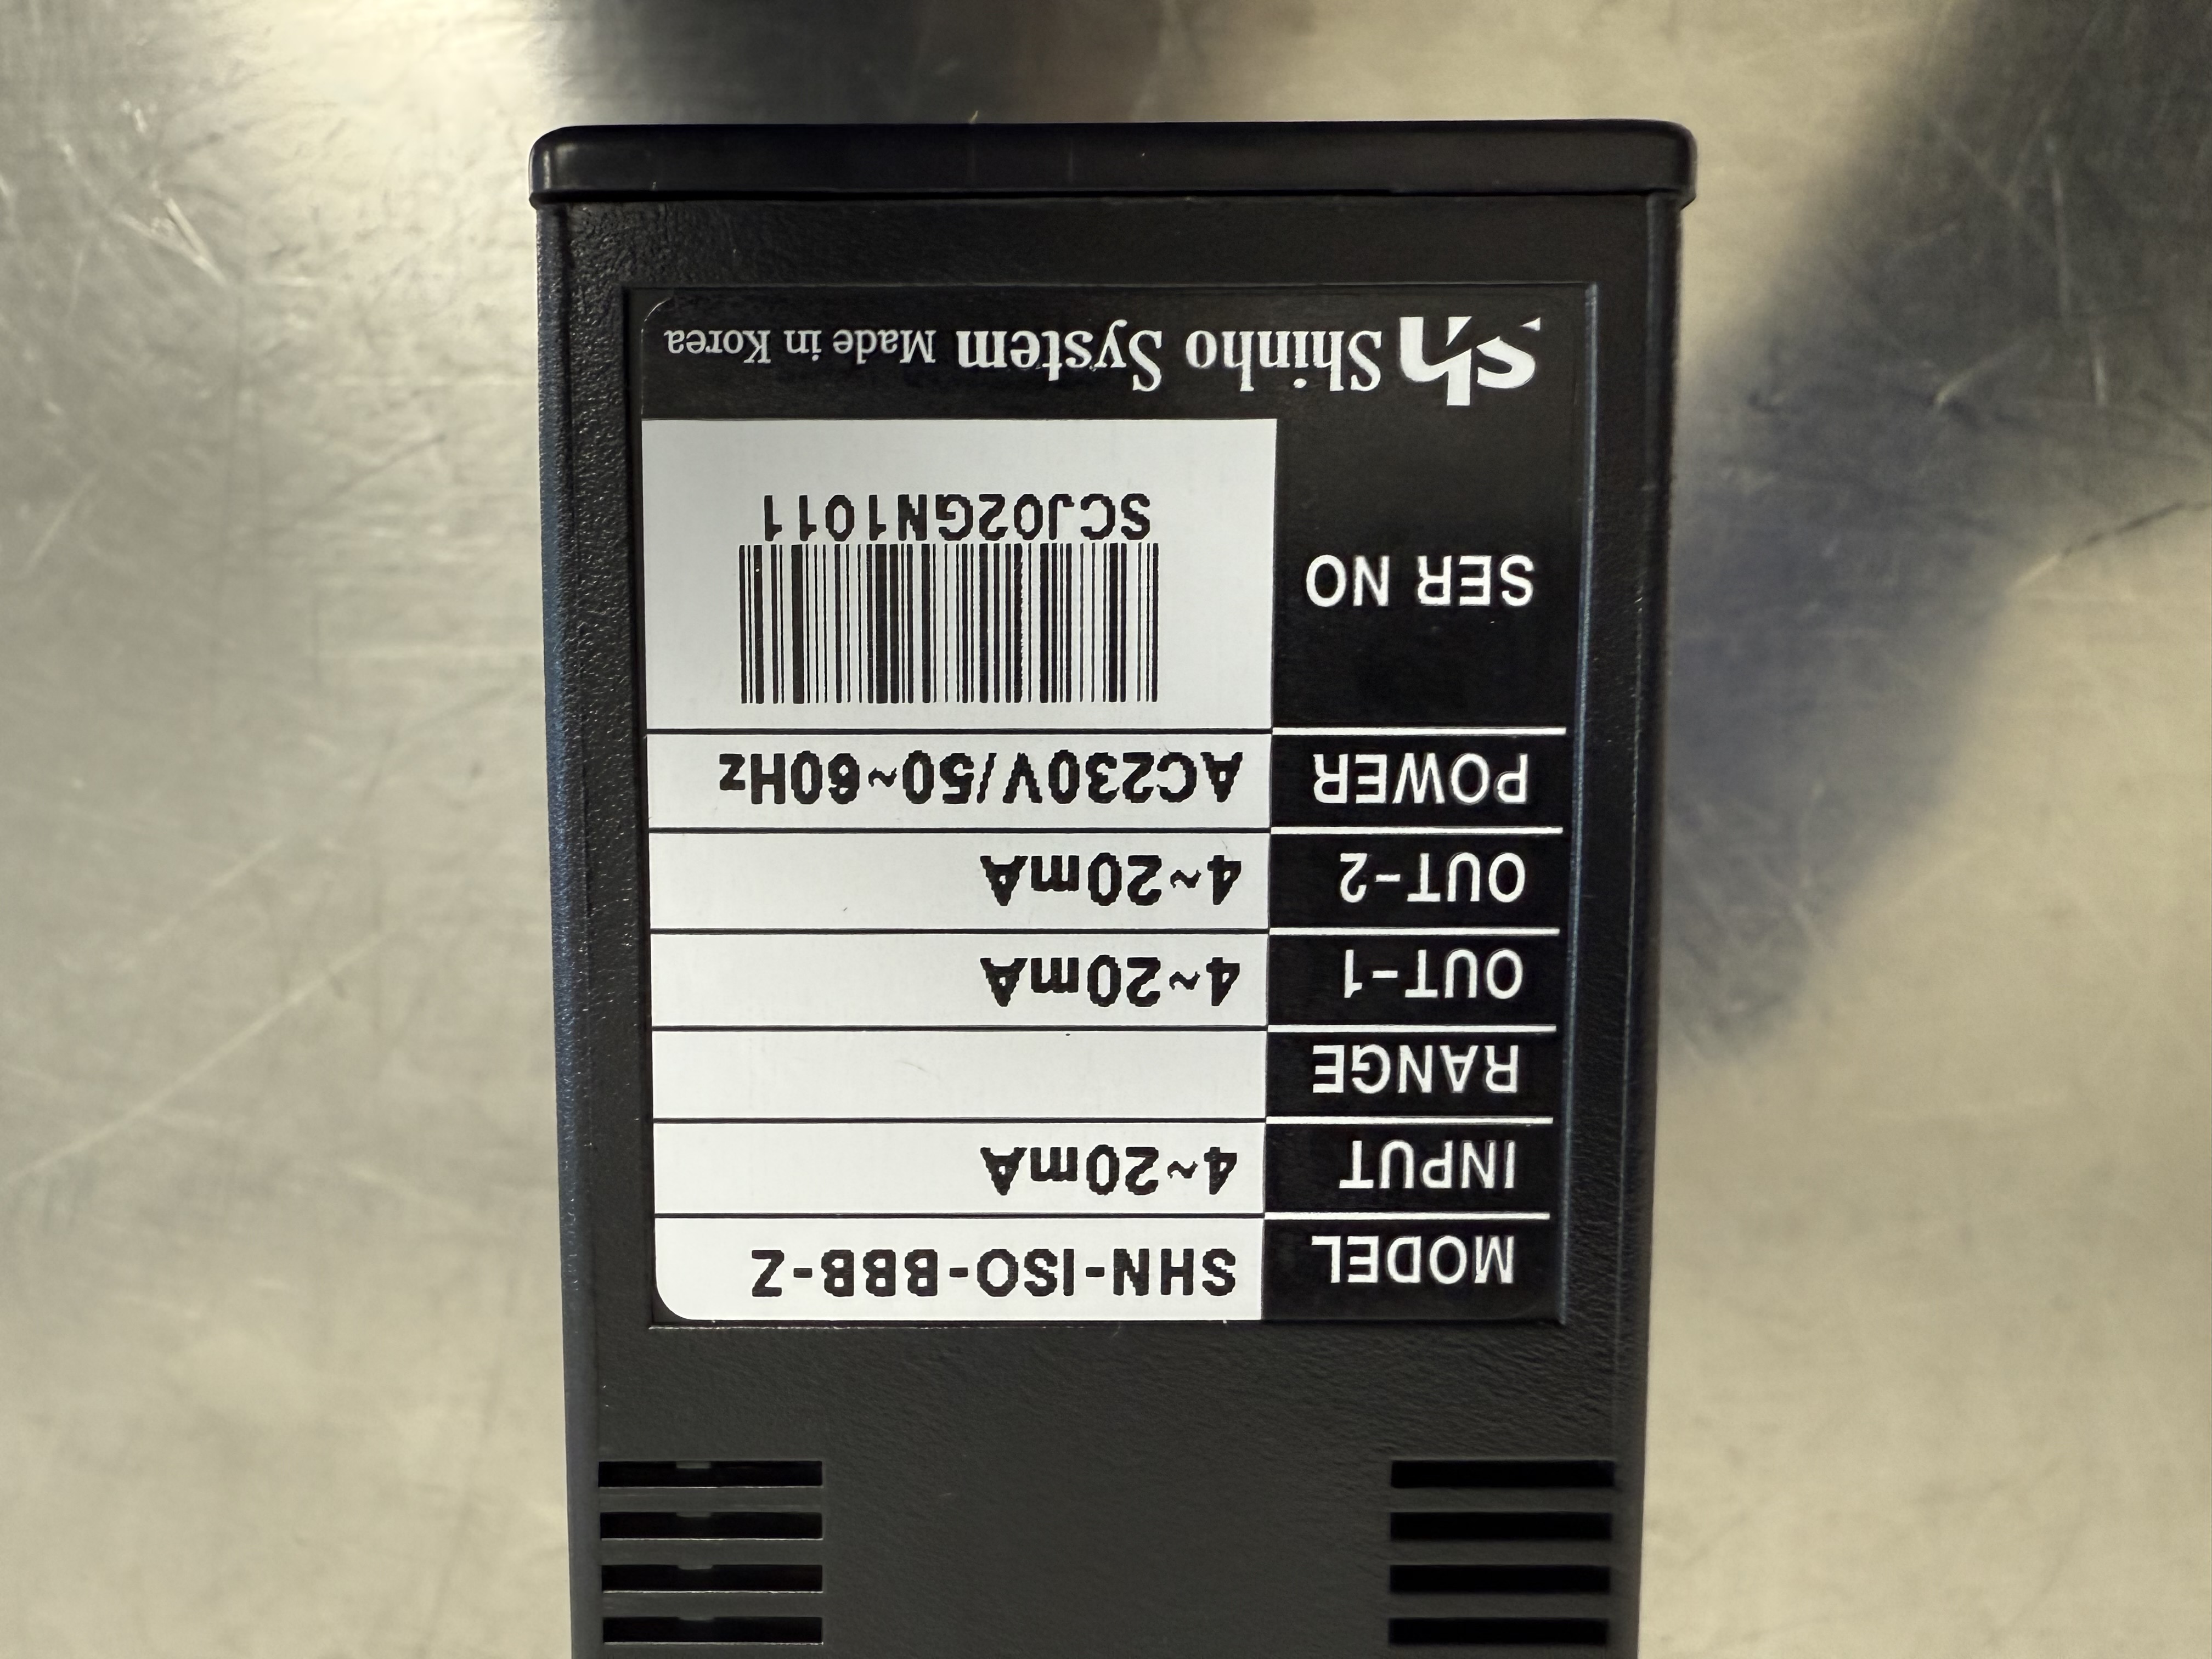 MODEL SHN-ISO-BBB-Z
INPUT 4~20mA
RANGE
OUT-1 4~20mA
OUT-2 4~20mA
POWER AC230V/50~60Hz
SER NO
SCJ02GN1011
sh Shinho System Made in Korea